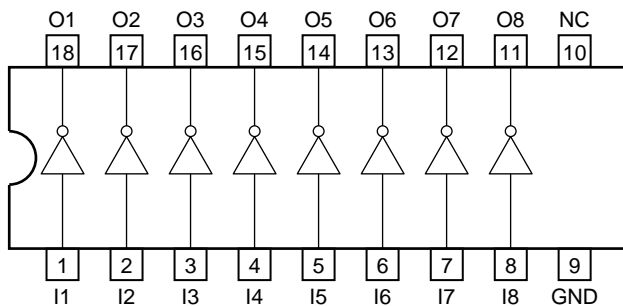 O1 O2 O3 O4 O5 O6 O7 O8 NC
18 17 16 15 14 13 12 11 10
1 2 3 4 5 6 7 8 9
I1 I2 I3 I4 I5 I6 I7 I8 GND